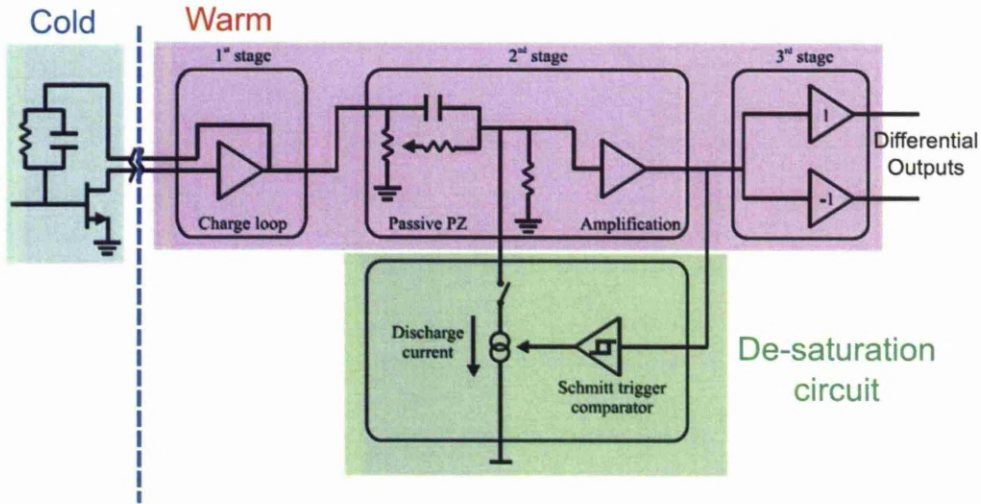 Cold
Warm
1st stage
2nd stage
3rd stage
1
-1
Differential
Outputs
Charge loop
Passive PZ
Amplification
Discharge
current
Schmitt trigger
comparator
De-saturation
circuit